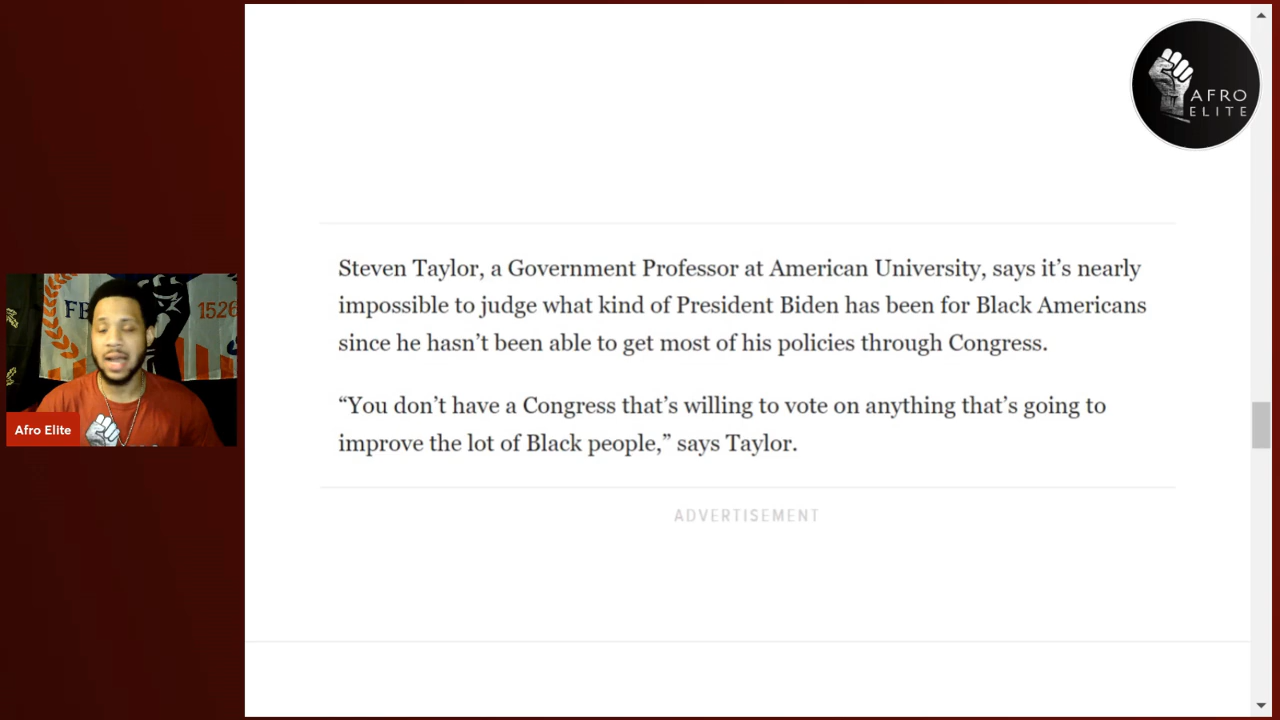 AFRO
ELITE
Steven Taylor, a Government Professor at American University, says it’s nearly
impossible to judge what kind of President Biden has been for Black Americans
since he hasn’t been able to get most of his policies through Congress.
“You don’t have a Congress that’s willing to vote on anything that’s going to
improve the lot of Black people,” says Taylor.
ADVERTISEMENT
FB
1526
Afro Elite